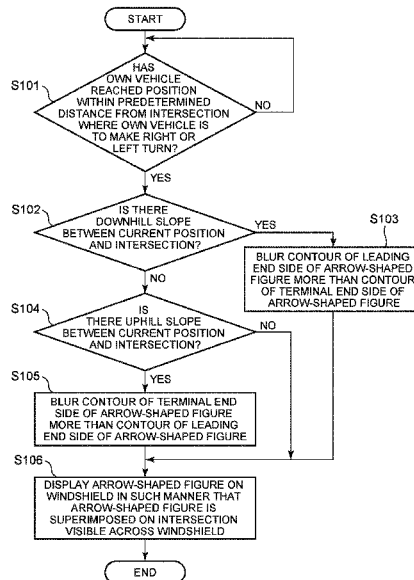 START
S101
HAS
OWN VEHICLE
REACHED POSITION
WITHIN PREDETERMINED
DISTANCE FROM INTERSECTION
WHERE OWN VEHICLE IS
TO MAKE RIGHT OR
LEFT TURN?
NO
YES
S102
IS THERE
DOWNHILL SLOPE
BETWEEN CURRENT POSITION
AND INTERSECTION?
YES
S103
BLUR CONTOUR OF LEADING
END SIDE OF ARROW-SHAPED
FIGURE MORE THAN CONTOUR
OF TERMINAL END SIDE OF
ARROW-SHAPED FIGURE
NO
S104
IS
THERE UPHILL SLOPE
BETWEEN CURRENT POSITION
AND INTERSECTION?
NO
YES
S105
BLUR CONTOUR OF TERMINAL END
SIDE OF ARROW-SHAPED FIGURE
MORE THAN CONTOUR OF LEADING
END SIDE OF ARROW-SHAPED FIGURE
S106
DISPLAY ARROW-SHAPED FIGURE ON
WINDSHIELD IN SUCH MANNER THAT
ARROW-SHAPED FIGURE IS
SUPERIMPOSED ON INTERSECTION
VISIBLE ACROSS WINDSHIELD
END